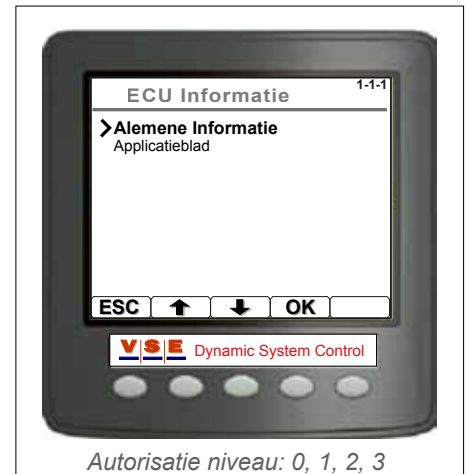 ECU Informatie 1-1-1
Alemene Informatie
Applicatieblad
ESC OK
VSE Dynamic System Control
Autorisatie niveau: 0, 1, 2, 3